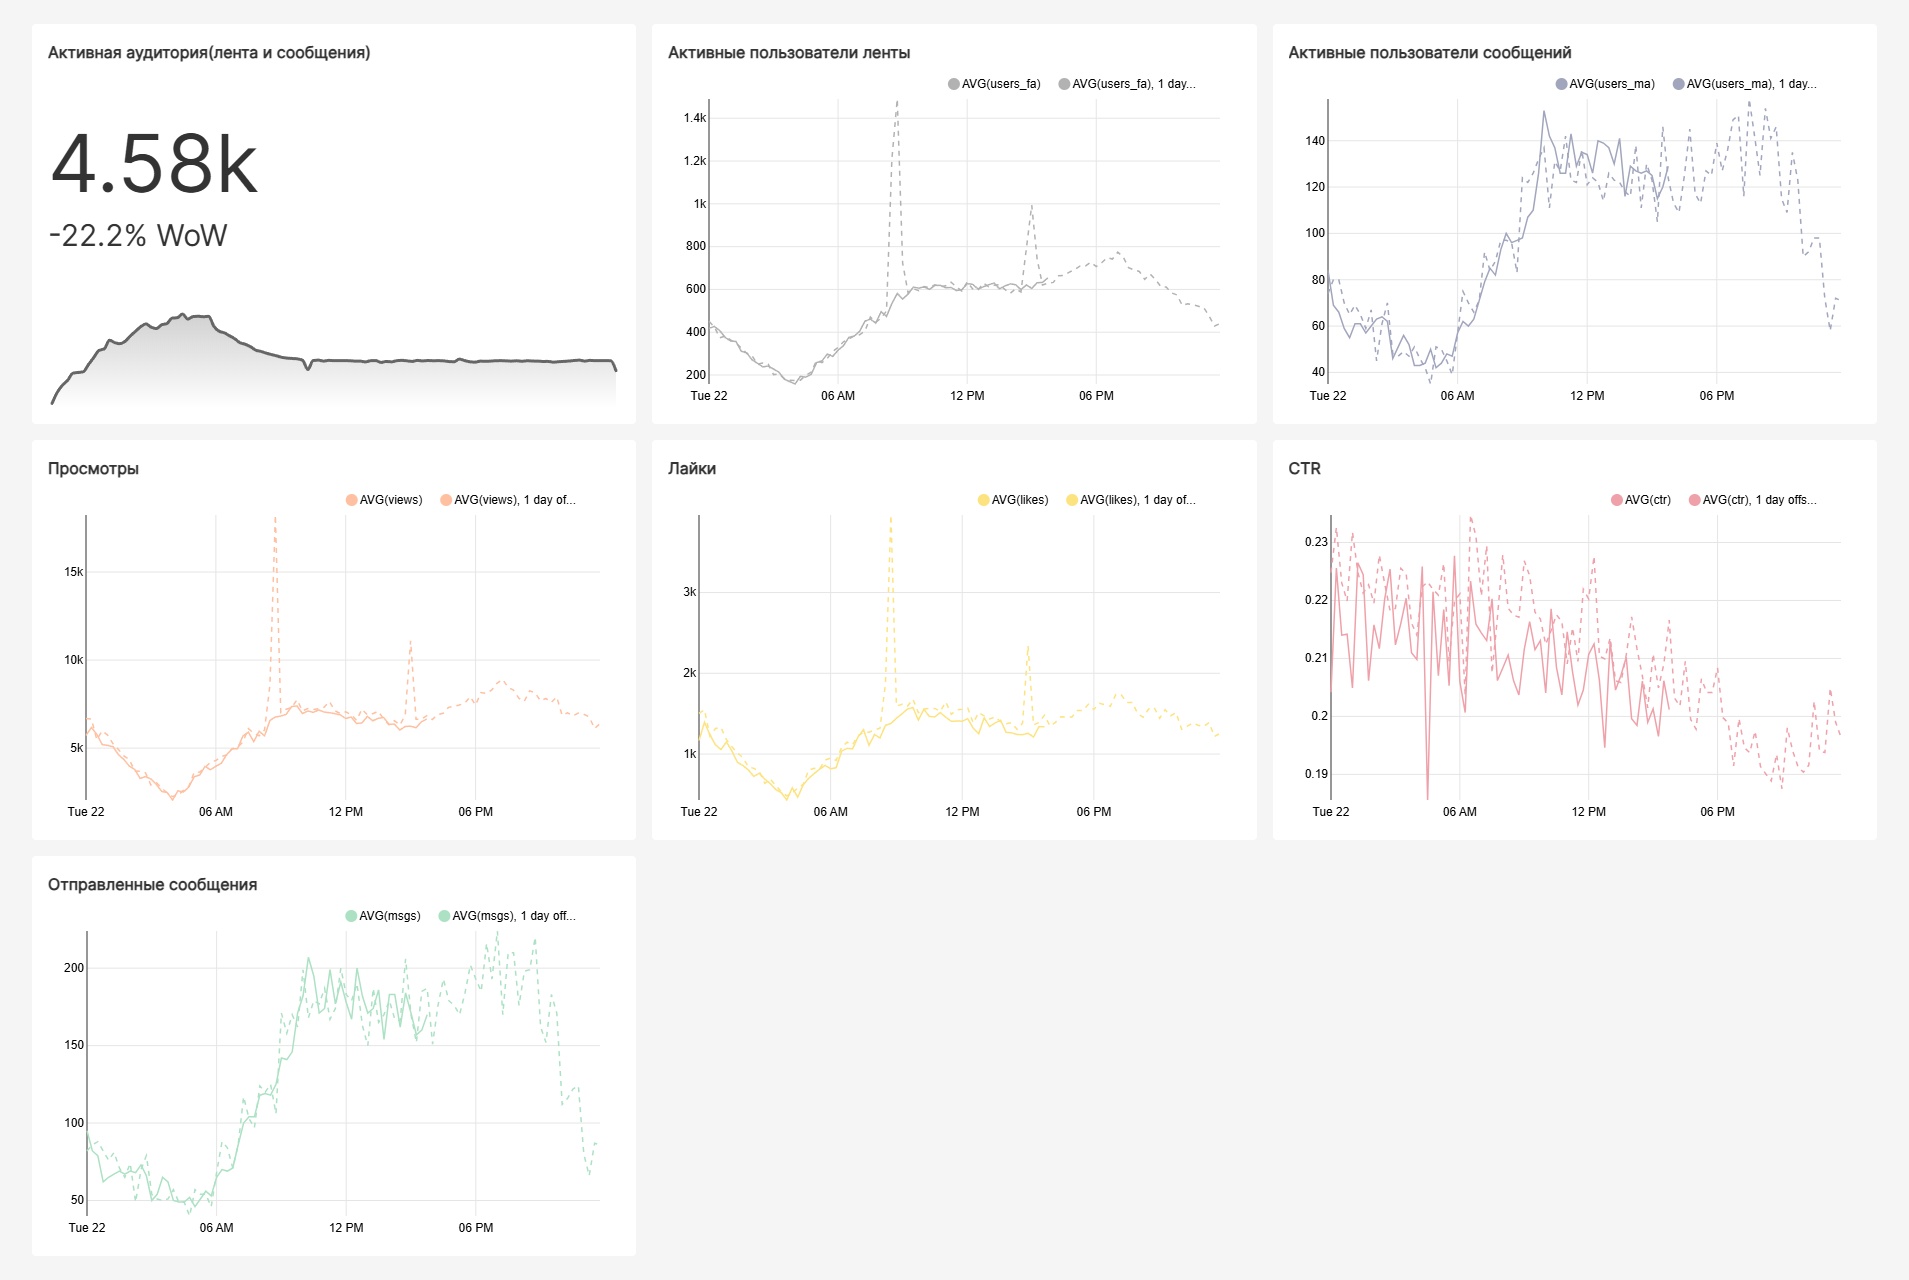 Активная аудитория(лента и сообщения)
4.58k
-22.2% WoW
Активные пользователи ленты
AVG(users_fa) AVG(users_fa), 1 day...
1.4k
1.2k
1k
800
600
400
200
Tue 22 06 AM 12 PM 06 PM
Активные пользователи сообщений
AVG(users_ma) AVG(users_ma), 1 day...
140
120
100
80
60
40
Tue 22 06 AM 12 PM 06 PM
Просмотры
AVG(views) AVG(views), 1 day of...
15k
10k
5k
Tue 22 06 AM 12 PM 06 PM
Лайки
AVG(likes) AVG(likes), 1 day of...
3k
2k
1k
Tue 22 06 AM 12 PM 06 PM
CTR
AVG(ctr) AVG(ctr), 1 day offs...
0.23
0.22
0.21
0.2
0.19
Tue 22 06 AM 12 PM 06 PM
Отправленные сообщения
AVG(msgs) AVG(msgs), 1 day off...
200
150
100
50
Tue 22 06 AM 12 PM 06 PM